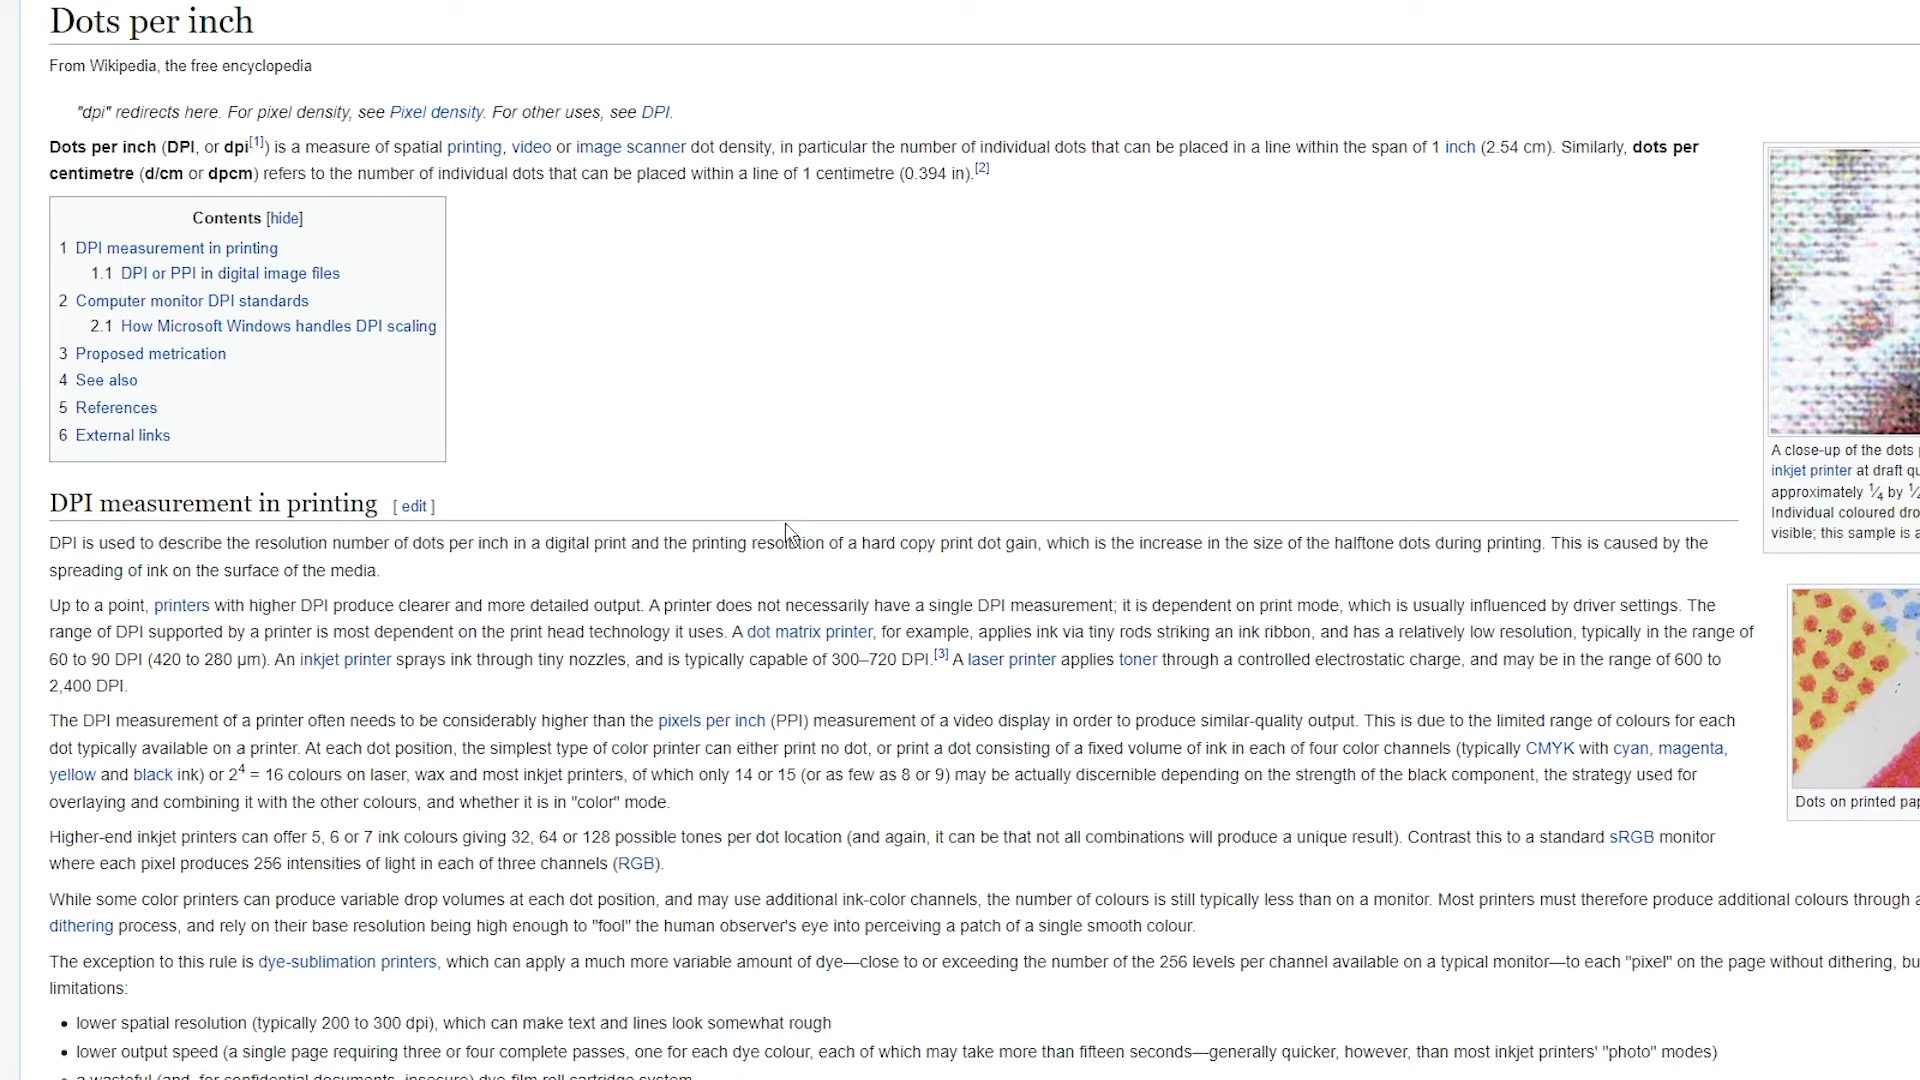 Dots per inch
From Wikipedia, the free encyclopedia
"dpi" redirects here. For pixel density, see Pixel density. For other uses, see DPI.
Dots per inch (DPI, or dpi[1]) is a measure of spatial printing, video or image scanner dot density, in particular the number of individual dots that can be placed in a line within the span of 1 inch (2.54 cm). Similarly, dots per
centimetre (d/cm or dpcm) refers to the number of individual dots that can be placed within a line of 1 centimetre (0.394 in).[2]
Contents [hide]
1 DPI measurement in printing
1.1 DPI or PPI in digital image files
2 Computer monitor DPI standards
2.1 How Microsoft Windows handles DPI scaling
3 Proposed metrication
4 See also
5 References
6 External links
A close-up of the dots
inkjet printer at draft
approximately 1/4 by
Individual coloured
visible; this sample is
DPI measurement in printing [ edit ]
DPI is used to describe the resolution number of dots per inch in a digital print and the printing resolution of a hard copy print dot gain, which is the increase in the size of the halftone dots during printing. This is caused by the
spreading of ink on the surface of the media.
Up to a point, printers with higher DPI produce clearer and more detailed output. A printer does not necessarily have a single DPI measurement; it is dependent on print mode, which is usually influenced by driver settings. The
range of DPI supported by a printer is most dependent on the print head technology it uses. A dot matrix printer, for example, applies ink via tiny rods striking an ink ribbon, and has a relatively low resolution, typically in the range of
60 to 90 DPI (420 to 280 µm). An inkjet printer sprays ink through tiny nozzles, and is typically capable of 300–720 DPI.[3] A laser printer applies toner through a controlled electrostatic charge, and may be in the range of 600 to
2,400 DPI.
The DPI measurement of a printer often needs to be considerably higher than the pixels per inch (PPI) measurement of a video display in order to produce similar-quality output. This is due to the limited range of colours for each
dot typically available on a printer. At each dot position, the simplest type of color printer can either print no dot, or print a dot consisting of a fixed volume of ink in each of four color channels (typically CMYK with cyan, magenta,
yellow and black ink) or 2⁴ = 16 colours on laser, wax and most inkjet printers, of which only 14 or 15 (or as few as 8 or 9) may be actually discernible depending on the strength of the black component, the strategy used for
overlaying and combining it with the other colours, and whether it is in "color" mode.
Dots on printed
Higher-end inkjet printers can offer 5, 6 or 7 ink colours giving 32, 64 or 128 possible tones per dot location (and again, it can be that not all combinations will produce a unique result). Contrast this to a standard sRGB monitor
where each pixel produces 256 intensities of light in each of three channels (RGB).
While some color printers can produce variable drop volumes at each dot position, and may use additional ink-color channels, the number of colours is still typically less than on a monitor. Most printers must therefore produce additional colours through a
dithering process, and rely on their base resolution being high enough to "fool" the human observer's eye into perceiving a patch of a single smooth colour.
The exception to this rule is dye-sublimation printers, which can apply a much more variable amount of dye—close to or exceeding the number of the 256 levels per channel available on a typical monitor—to each "pixel" on the page without dithering,
limitations:
• lower spatial resolution (typically 200 to 300 dpi), which can make text and lines look somewhat rough
• lower output speed (a single page requiring three or four complete passes, one for each dye colour, each of which may take more than fifteen seconds—generally quicker, however, than most inkjet printers' "photo" modes)
• a wasteful (and, for confidential documents, insecure) dye-film roll cartridge system